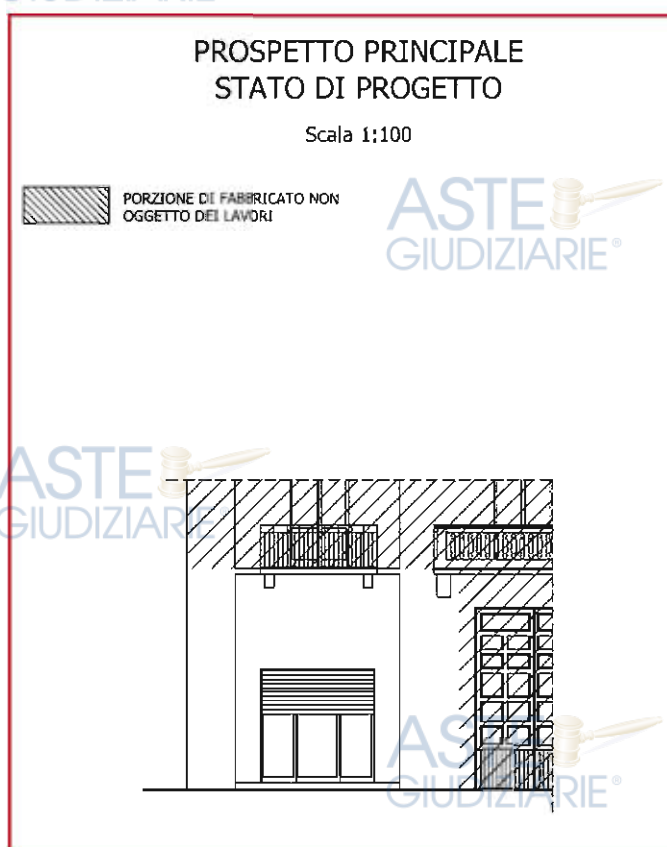 PROSPETTO PRINCIPALE
STATO DI PROGETTO
Scala 1:100
PORZIONE DI FABBRICATO NON
OGGETTO DEI LAVORI
ASTE
GIUDIZIARIE®
ASTE
GIUDIZIARIE
ASTE
GIUDIZIARIE®